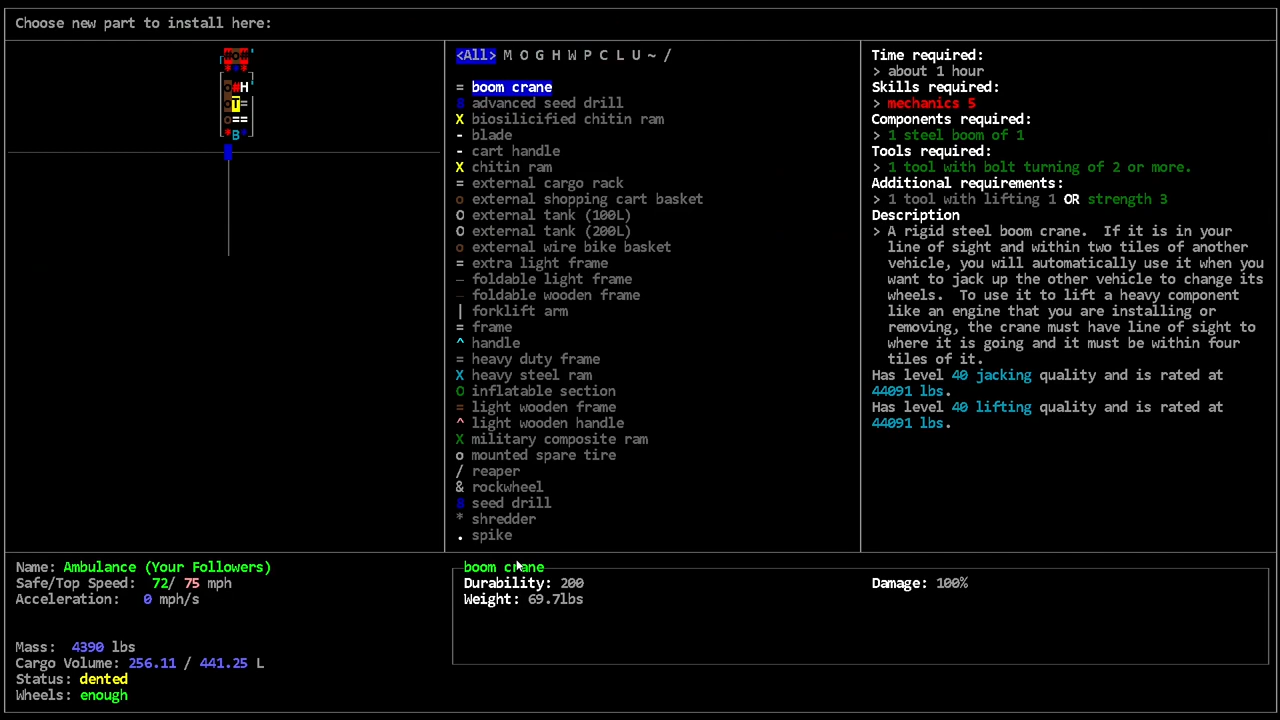 Choose new part to install here:
<All> M O G H W P C L U ~ /
= boom crane
advanced seed drill
X biosilicified chitin ram
- blade
- cart handle
X chitin ram
= external cargo rack
o external shopping cart basket
O external tank (100L)
O external tank (200L)
o external wire bike basket
= extra light frame
foldable light frame
foldable wooden frame
| forklift arm
= frame
^ handle
= heavy duty frame
X heavy steel ram
O inflatable section
= light wooden frame
^ light wooden handle
X military composite ram
o mounted spare tire
/ reaper
& rockwheel
seed drill
* shredder
. spike
Time required:
> about 1 hour
Skills required:
> mechanics 5
Components required:
> 1 steel boom of 1
Tools required:
> 1 tool with bolt turning of 2 or more.
Additional requirements:
> 1 tool with lifting 1 OR strength 3
Description
> A rigid steel boom crane.  If it is in your
line of sight and within two tiles of another
vehicle, you will automatically use it when you
want to jack up the other vehicle to change its
wheels.  To use it to lift a heavy component
like an engine that you are installing or
removing, the crane must have line of sight to
where it is going and it must be within four
tiles of it.
Has level 40 jacking quality and is rated at
44091 lbs.
Has level 40 lifting quality and is rated at
44091 lbs.
Name: Ambulance (Your Followers)
Safe/Top Speed: 72/ 75 mph
Acceleration: 0 mph/s
Mass: 4390 lbs
Cargo Volume: 256.11 / 441.25 L
Status: dented
Wheels: enough
boom crane
Durability: 200
Weight: 69.7lbs
Damage: 100%